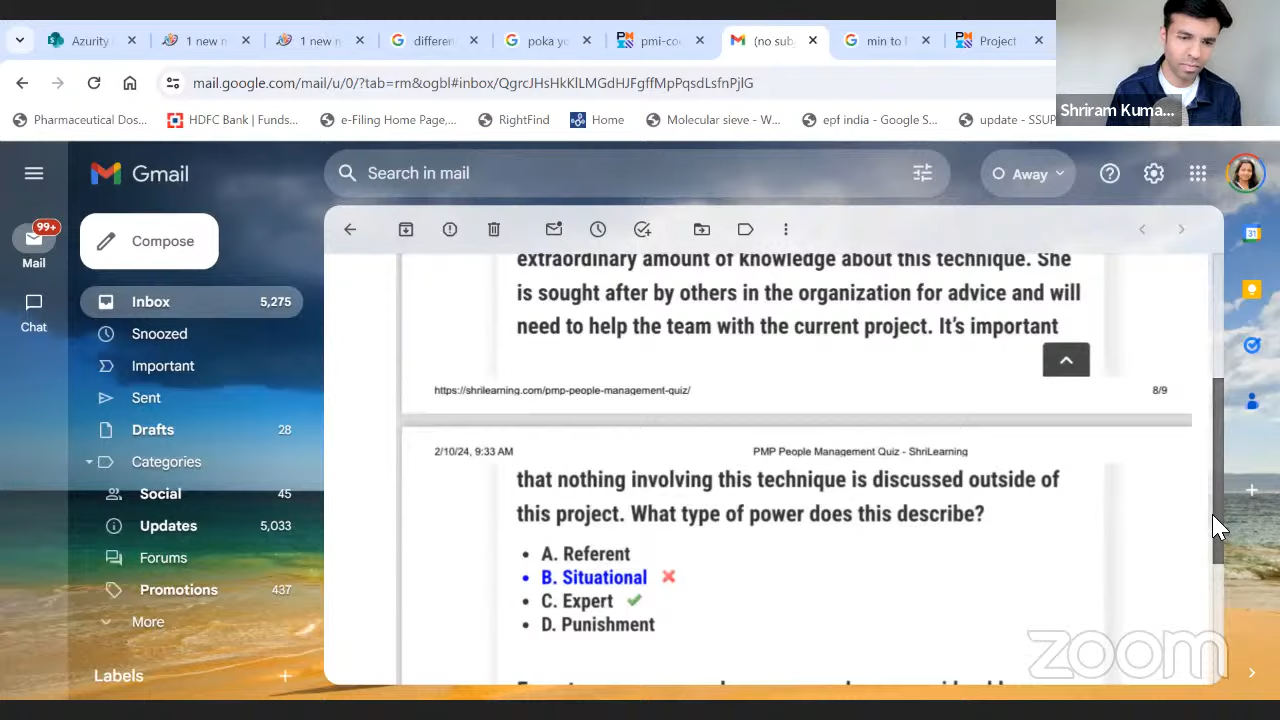 Azurity
1 new n
1 new n
differen
poka yo
pmi-co
(no sub
min to l
Project
mail.google.com/mail/u/0/?tab=rm&ogbl#inbox/QgrcJHsHkKlLMGdHJFgffMpPqsdLsfnPjlG
Pharmaceutical Dos...
HDFC Bank | Funds...
e-Filing Home Page...
RightFind
Home
Molecular sieve - W...
epf india - Google S...
update - SSUP
Shriram Kuma...
Gmail
Search in mail
Away
99+
Mail
Chat
Compose
Inbox 5,275
Snoozed
Important
Sent
Drafts 28
Categories
Social 45
Updates 5,033
Forums
Promotions 437
More
Labels
31
extraordinary amount of knowledge about this technique. She
is sought after by others in the organization for advice and will
need to help the team with the current project. It's important
https://shrilearning.com/pmp-people-management-quiz/ 8/9
2/10/24, 9:33 AM PMP People Management Quiz - ShriLearning
that nothing involving this technique is discussed outside of
this project. What type of power does this describe?
A. Referent
B. Situational
C. Expert
D. Punishment
zoom